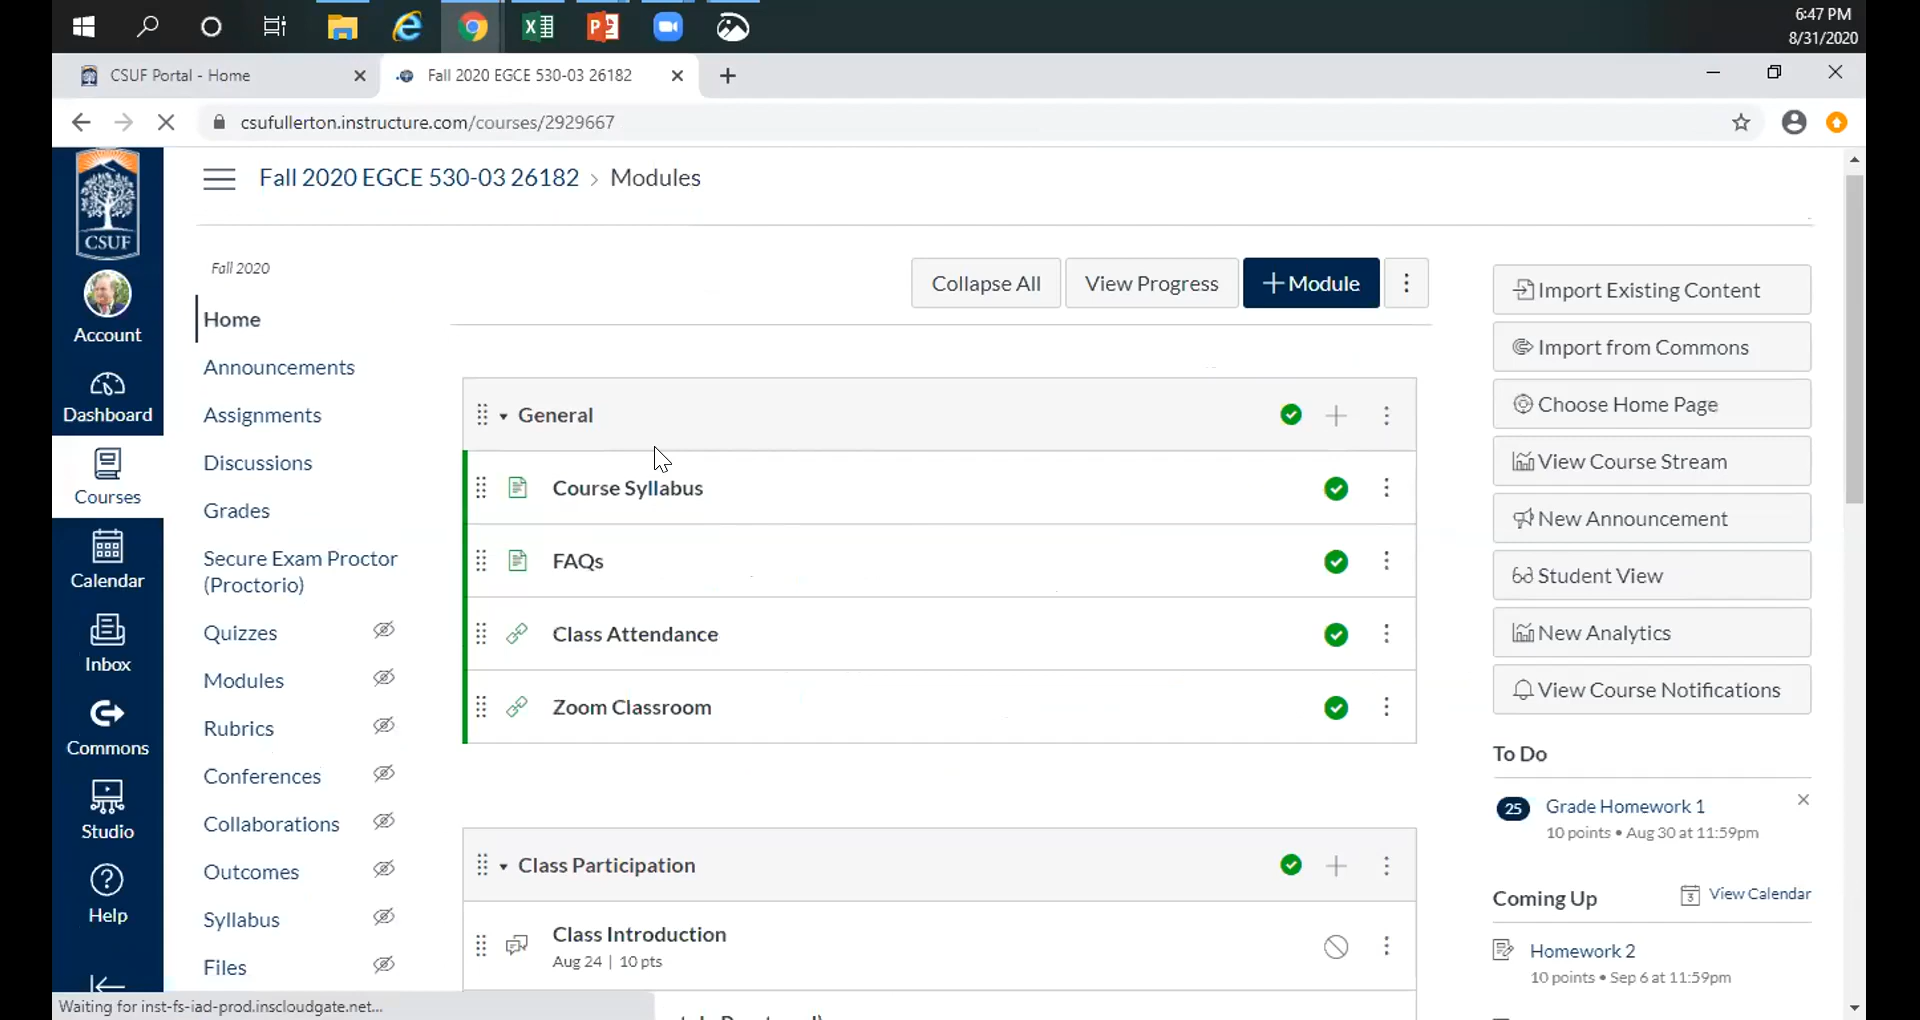 6:47 PM
8/31/2020
CSUF Portal - Home
Fall 2020 EGCE 530-03 26182
csufullerton.instructure.com/courses/2929667
CSUF
Account
Dashboard
Courses
Calendar
Inbox
Commons
Studio
Help
Fall 2020 EGCE 530-03 26182 › Modules
Fall 2020
Home
Announcements
Assignments
Discussions
Grades
Secure Exam Proctor
(Proctorio)
Quizzes
Modules
Rubrics
Conferences
Collaborations
Outcomes
Syllabus
Files
Collapse All
View Progress
+ Module
General
Course Syllabus
FAQs
Class Attendance
Zoom Classroom
Class Participation
Class Introduction
Aug 24 | 10 pts
Import Existing Content
Import from Commons
Choose Home Page
View Course Stream
New Announcement
Student View
New Analytics
View Course Notifications
To Do
25 Grade Homework 1
10 points • Aug 30 at 11:59pm
Coming Up
3 View Calendar
Homework 2
10 points • Sep 6 at 11:59pm
Waiting for inst-fs-iad-prod.inscloudgate.net...